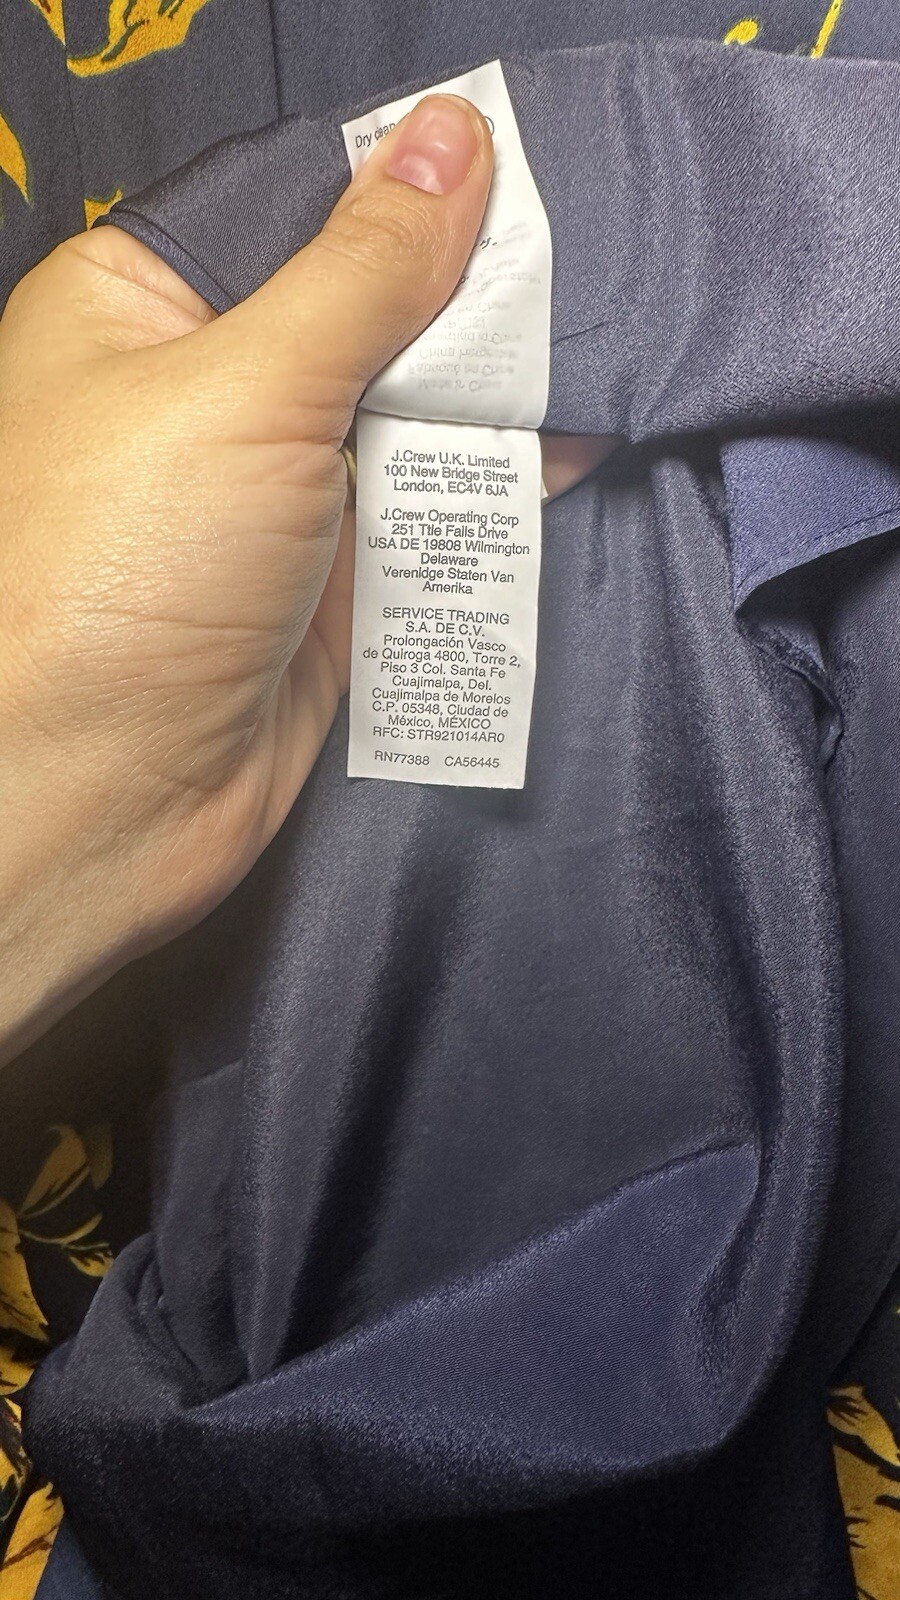 Dry clean
J.Crew U.K. Limited
100 New Bridge Street
London, EC4V 6JA
J.Crew Operating Corp
251 Ttle Falls Drive
USA DE 19808 Wilmington
Delaware
Verenidge Staten Van
Amerika
SERVICE TRADING
S.A. DE C.V.
Prolongación Vasco
de Quiroga 4800, Torre 2,
Piso 3 Col. Santa Fe
Cuajimalpa, Del.
Cuajimalpa de Morelos
C.P. 05348, Ciudad de
México, MÉXICO
RFC: STR921014AR0
RN77388 CA56445